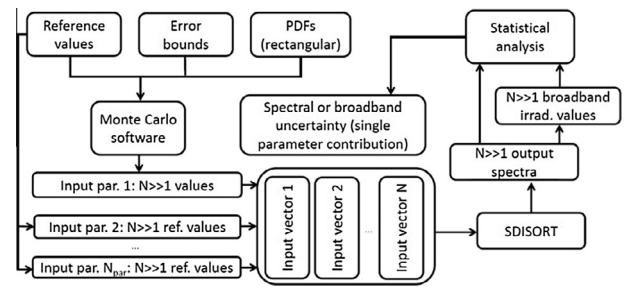 Reference
values
Error
bounds
PDFs
(rectangular)
Statistical
analysis
Monte Carlo
software
Spectral or broadband
uncertainty (single
parameter contribution)
N>>1 broadband
irrad. values
N>>1 output
spectra
Input par. 1: N>>1 values
Input par. 2: N>>1 ref. values
...
Input par. Npar: N>>1 ref. values
Input vector 1
Input vector 2
...
Input vector N
SDISORT